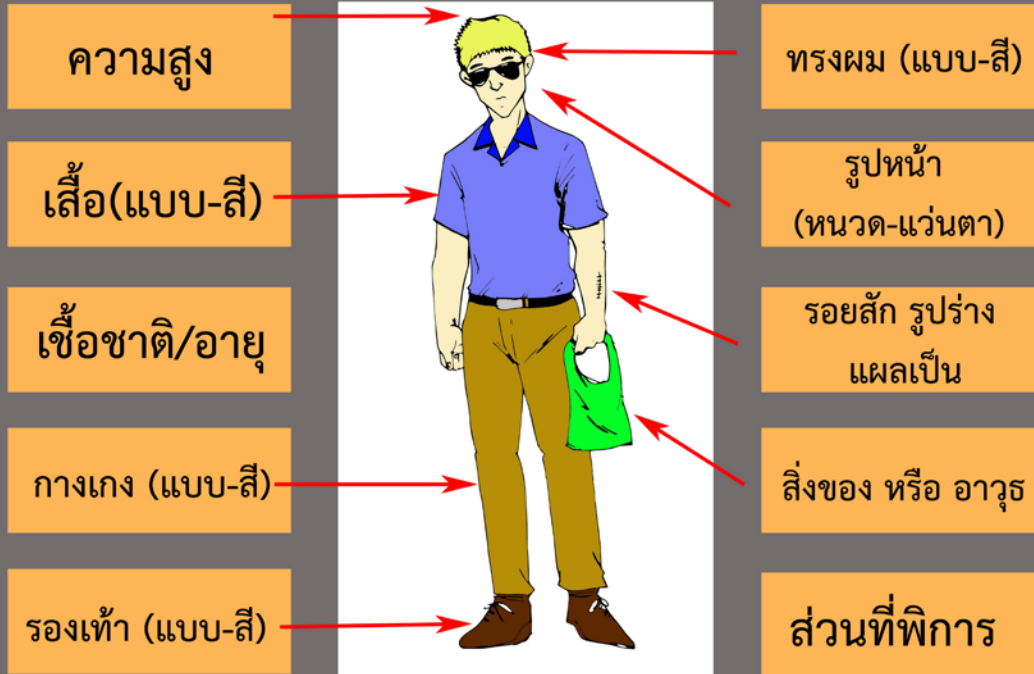 ความสูง
เสื้อ(แบบ-สี)
เชื้อชาติ/อายุ
กางเกง (แบบ-สี)
รองเท้า (แบบ-สี)
ทรงผม (แบบ-สี)
รูปหน้า
(หนวด-แว่นตา)
รอยสัก รูปร่าง
แผลเป็น
สิ่งของ หรือ อาวุธ
ส่วนที่พิการ